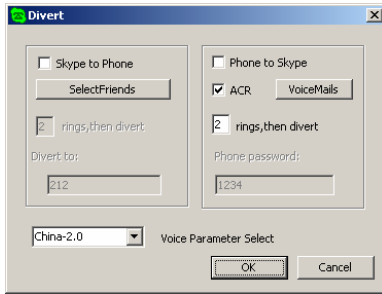 Divert
Skype to Phone
SelectFriends
2 rings,then divert
Divert to:
212
Phone to Skype
ACR VoiceMails
2 rings,then divert
Phone password:
1234
China-2.0 Voice Parameter Select
OK Cancel